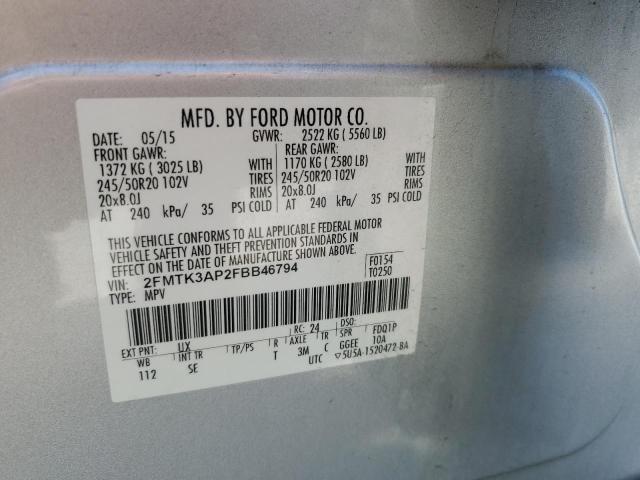 MFD. BY FORD MOTOR CO.
DATE: 05/15 GVWR: 2522 KG ( 5560 LB)
FRONT GAWR: REAR GAWR:
1372 KG ( 3025 LB) WITH 1170 KG ( 2580 LB) WITH
245/50R20 102V TIRES 245/50R20 102V TIRES
20x8.0J RIMS 20x8.0J RIMS
AT 240 kPa/ 35 PSI COLD AT 240 kPa/ 35 PSI COLD
THIS VEHICLE CONFORMS TO ALL APPLICABLE FEDERAL MOTOR
VEHICLE SAFETY AND THEFT PREVENTION STANDARDS IN
EFFECT ON THE DATE OF MANUFACTURE SHOWN ABOVE.
VIN: 2FMTK3AP2FBB46794 F0154
TYPE: MPV T0250
EXT PNT: UX RC: 24 DSO: FDQ1P
WB INT TR TP/PS R AXLE TR SPR 10A
112 SE T 3M C GGEE
UTC ▽5U5A-1520472-BA